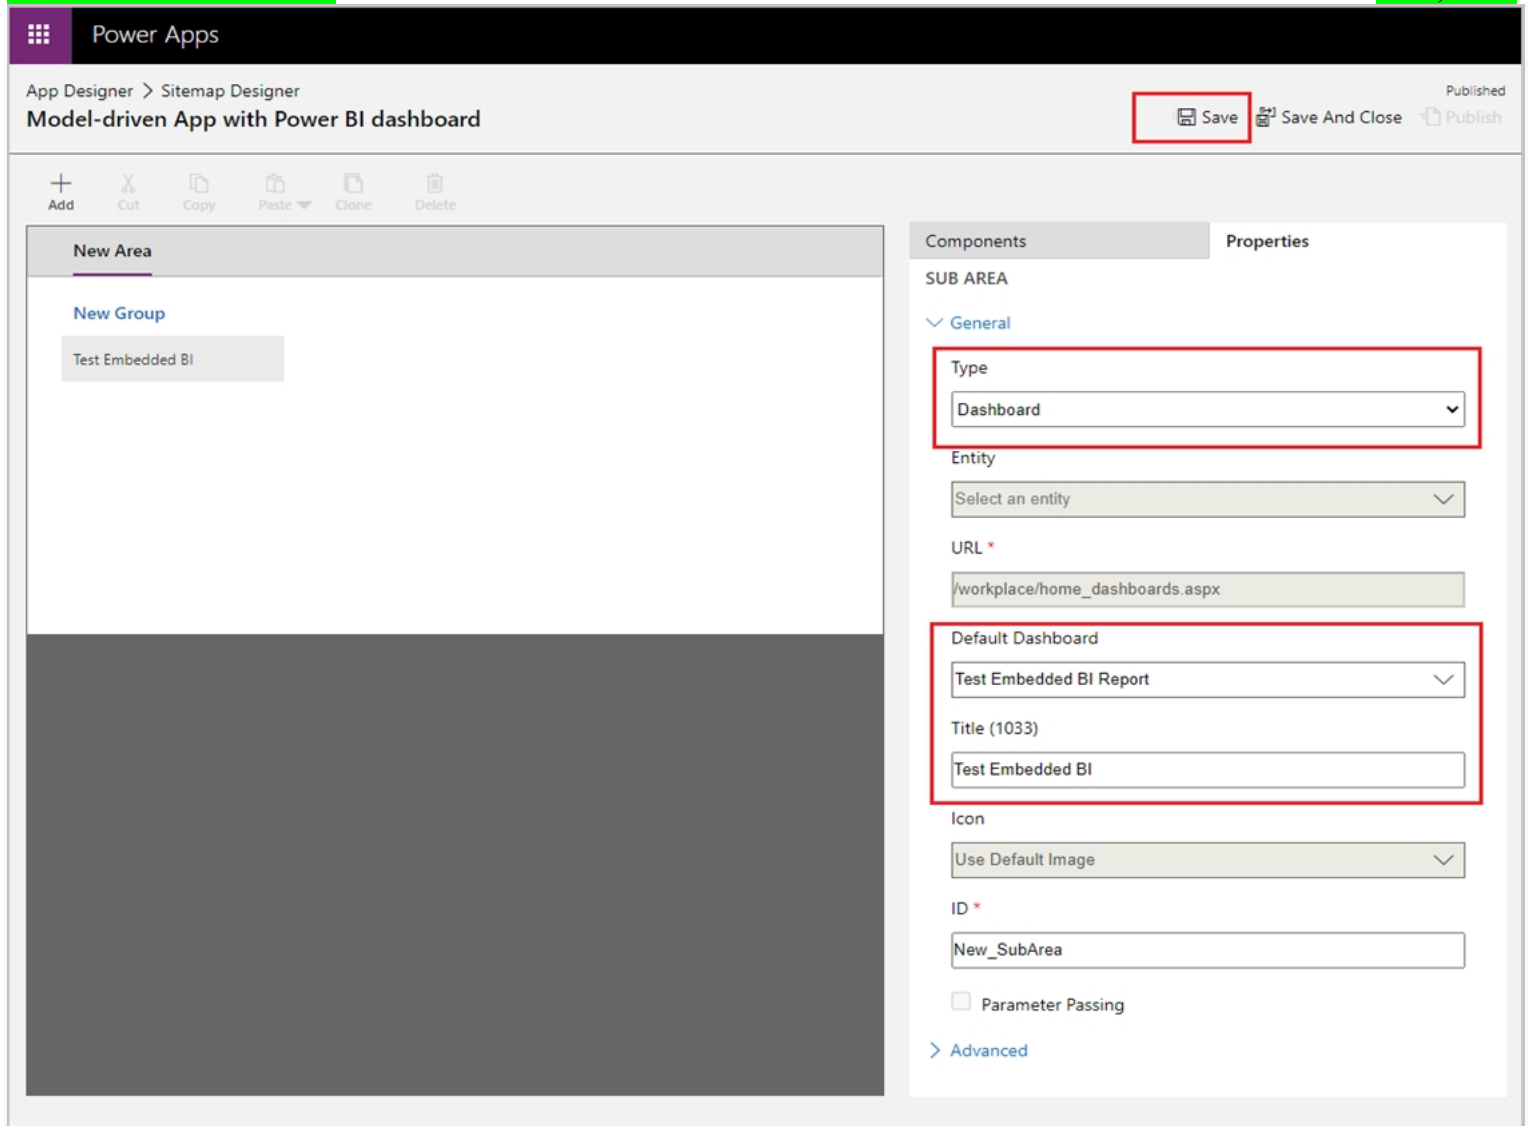 Power Apps
App Designer > Sitemap Designer
Model-driven App with Power BI dashboard
Published
Save
Save And Close
Publish
Add
Cut
Copy
Paste
Clone
Delete
New Area
New Group
Test Embedded BI
Components
Properties
SUB AREA
General
Type
Dashboard
Entity
Select an entity
URL *
/workplace/home_dashboards.aspx
Default Dashboard
Test Embedded BI Report
Title (1033)
Test Embedded BI
Icon
Use Default Image
ID *
New_SubArea
Parameter Passing
Advanced